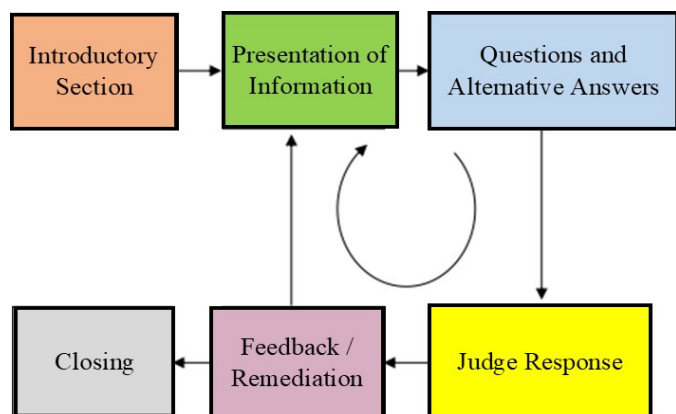 Introductory
Section
Presentation of
Information
Questions and
Alternative Answers
Closing
Feedback /
Remediation
Judge Response